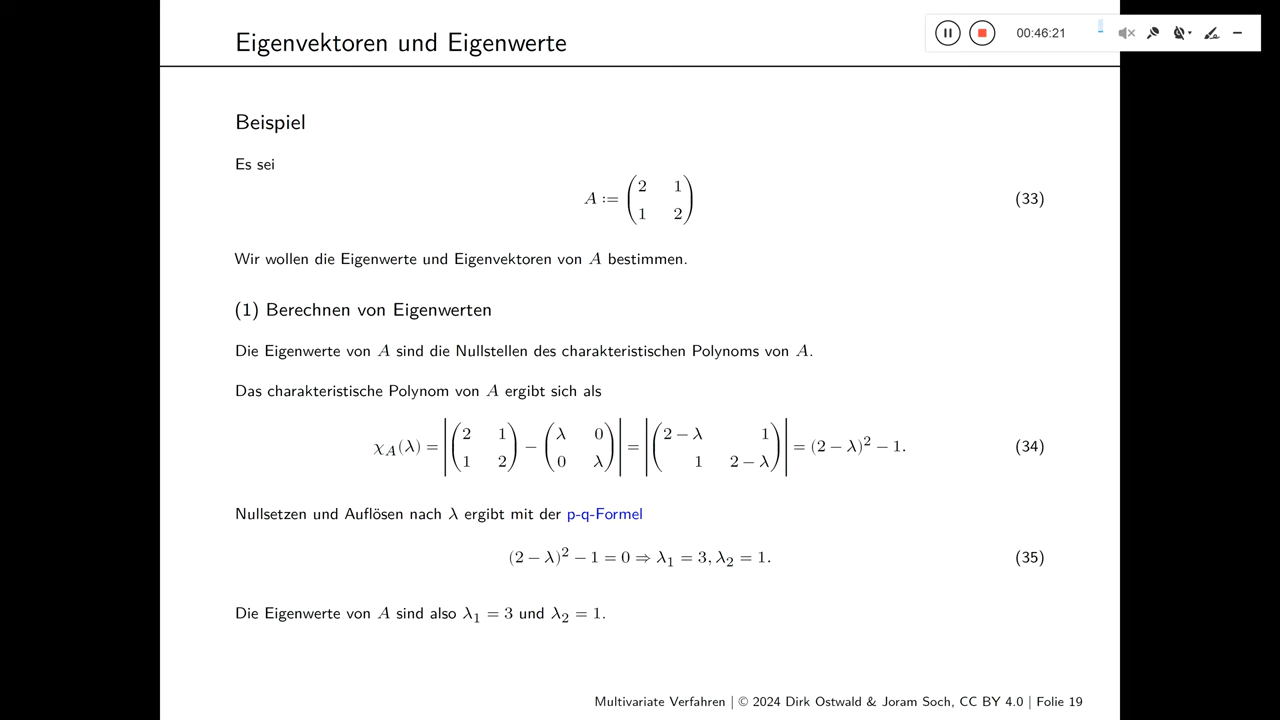 Eigenvektoren und Eigenwerte
00:46:21
Beispiel
Es sei
A := (2 1
1 2) (33)
Wir wollen die Eigenwerte und Eigenvektoren von A bestimmen.
(1) Berechnen von Eigenwerten
Die Eigenwerte von A sind die Nullstellen des charakteristischen Polynoms von A.
Das charakteristische Polynom von A ergibt sich als
χ_A(λ) = |(2 1; 1 2) − (λ 0; 0 λ)| = |(2 − λ 1; 1 2 − λ)| = (2 − λ)² − 1. (34)
Nullsetzen und Auflösen nach λ ergibt mit der p-q-Formel
(2 − λ)² − 1 = 0 ⇒ λ₁ = 3, λ₂ = 1. (35)
Die Eigenwerte von A sind also λ₁ = 3 und λ₂ = 1.
Multivariate Verfahren | © 2024 Dirk Ostwald & Joram Soch, CC BY 4.0 | Folie 19